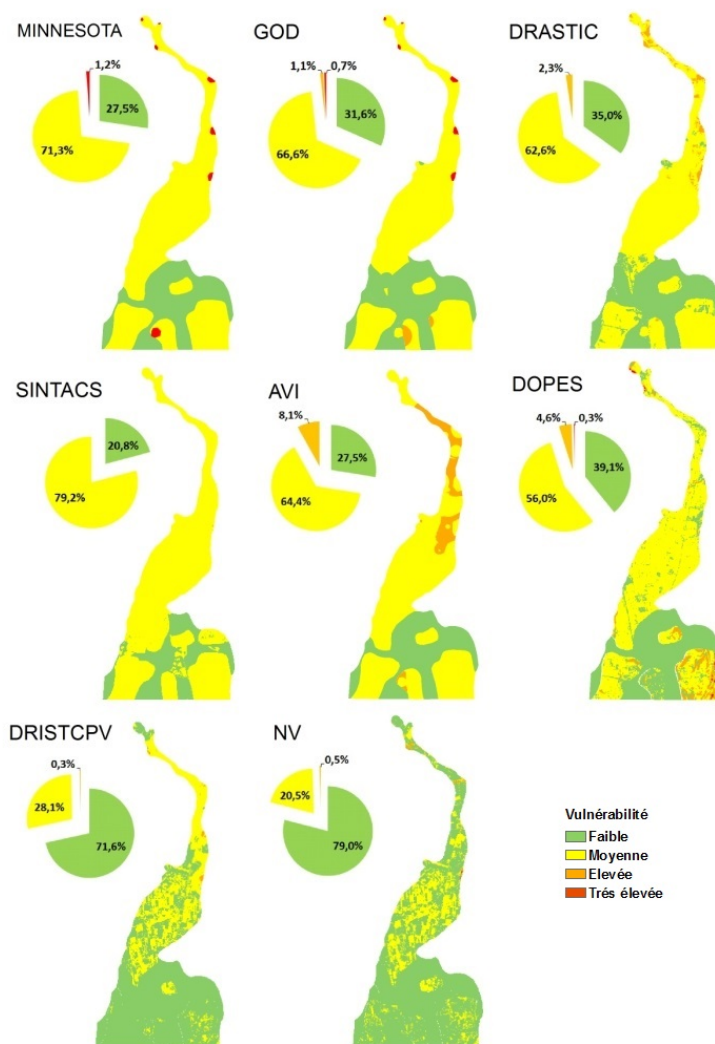 MINNESOTA
1,2%
27,5%
71,3%
GOD
1,1%
0,7%
31,6%
66,6%
DRASTIC
2,3%
35,0%
62,6%
SINTACS
20,8%
79,2%
AVI
8,1%
27,5%
64,4%
DOPES
4,6%
0,3%
39,1%
56,0%
DRISTCPV
0,3%
28,1%
71,6%
NV
0,5%
20,5%
79,0%
Vulnérabilité
Faible
Moyenne
Elevée
Trés élevée